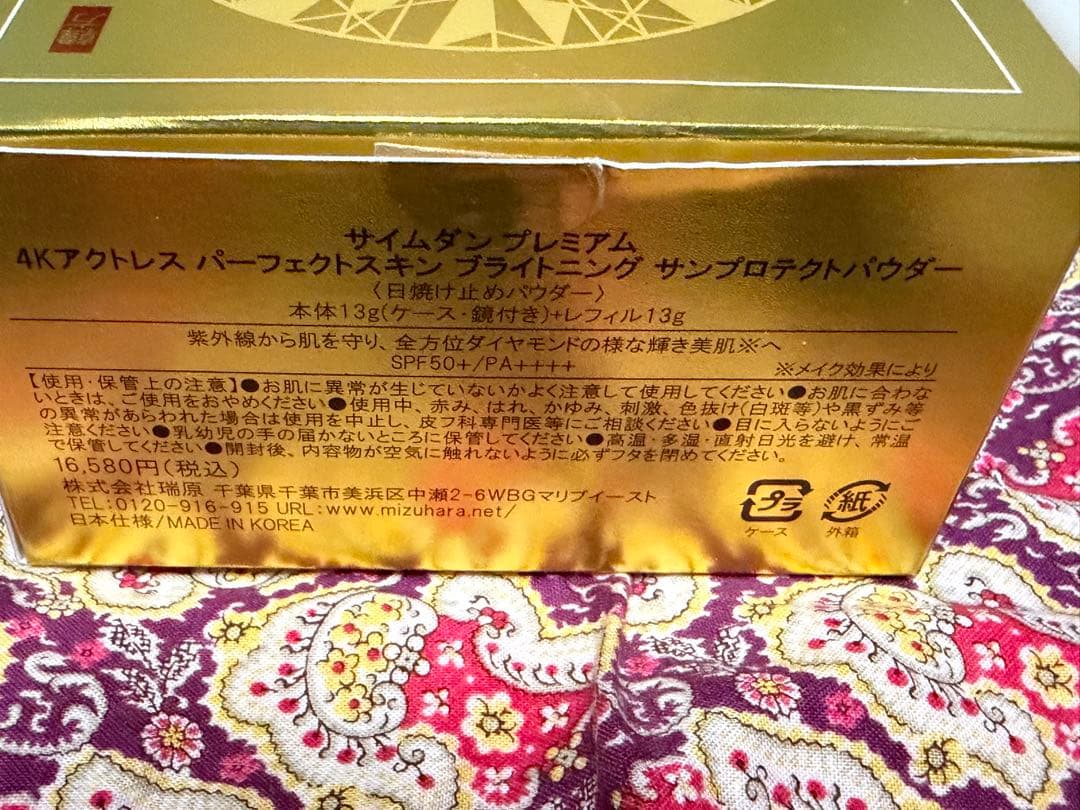 サイムダン プレミアム
4Kアクトレス パーフェクトスキン ブライトニング サンプロテクトパウダー
〈日焼け止めパウダー〉
本体13g(ケース・鏡付き)+レフィル13g
紫外線から肌を守り、全方位ダイヤモンドの様な輝き美肌※へ
SPF50+/PA++++
※メイク効果により
【使用・保管上の注意】●お肌に異常が生じていないかよく注意して使用してください●お肌に合わな
いときは、ご使用をおやめください●使用中、赤み、はれ、かゆみ、刺激、色抜け(白斑等)や黒ずみ等
の異常があらわれた場合は使用を中止し、皮フ科専門医等にご相談ください●目に入らないようにご
注意ください●乳幼児の手の届かないところに保管してください●高温・多湿・直射日光を避け、常温
で保管してください●開封後、内容物が空気に触れないように必ずフタを閉めてください。
16,580円(税込)
株式会社瑞原 千葉県千葉市美浜区中瀬2-6WBGマリブイースト
TEL:0120-916-915 URL:www.mizuhara.net/
日本仕様/MADE IN KOREA
プラ
ケース
紙
外箱